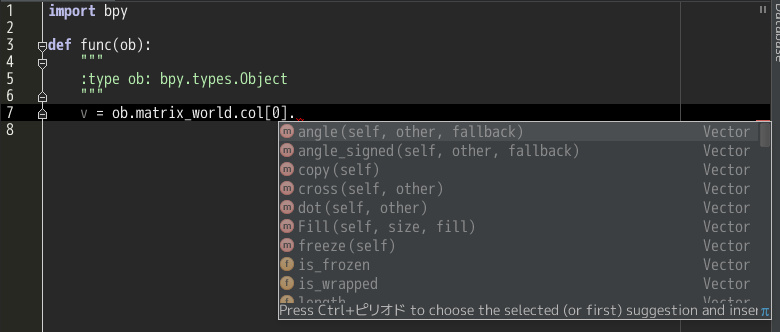 1 import bpy
2
3 def func(ob):
4 """
5 :type ob: bpy.types.Object
6 """
7 v = ob.matrix_world.col[0].
8
m angle(self, other, fallback) Vector
m angle_signed(self, other, fallback) Vector
m copy(self) Vector
m cross(self, other) Vector
m dot(self, other) Vector
m Fill(self, size, fill) Vector
m freeze(self) Vector
f is_frozen Vector
f is_wrapped Vector
f length Vector
Press Ctrl+ピリオド to choose the selected (or first) suggestion and inser π
Database